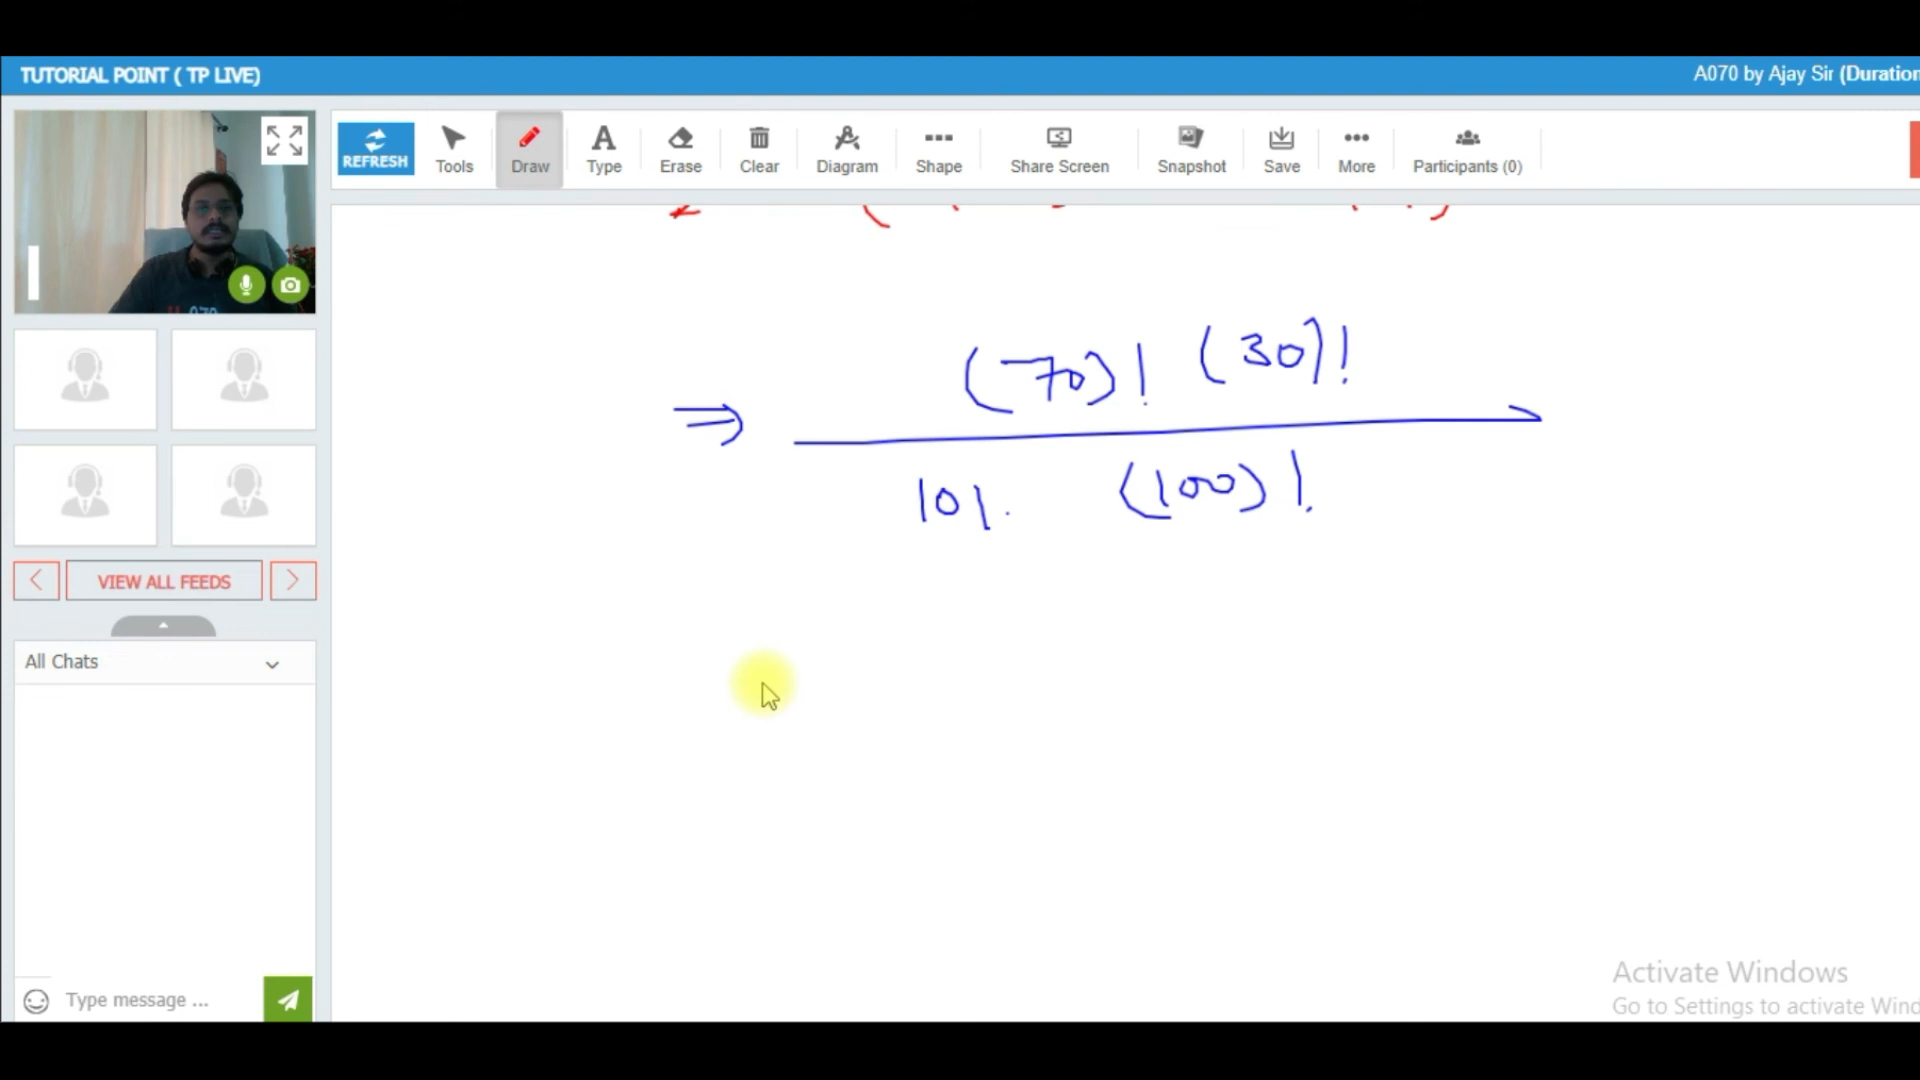 TUTORIAL POINT ( TP LIVE)
A070 by Ajay Sir (Duration
REFRESH
Tools
Draw
Type
Erase
Clear
Diagram
Shape
Share Screen
Snapshot
Save
More
Participants (0)
⇒ (70)! (30)!
101. (100)!
VIEW ALL FEEDS
All Chats
Type message ...
Activate Windows
Go to Settings to activate Wind